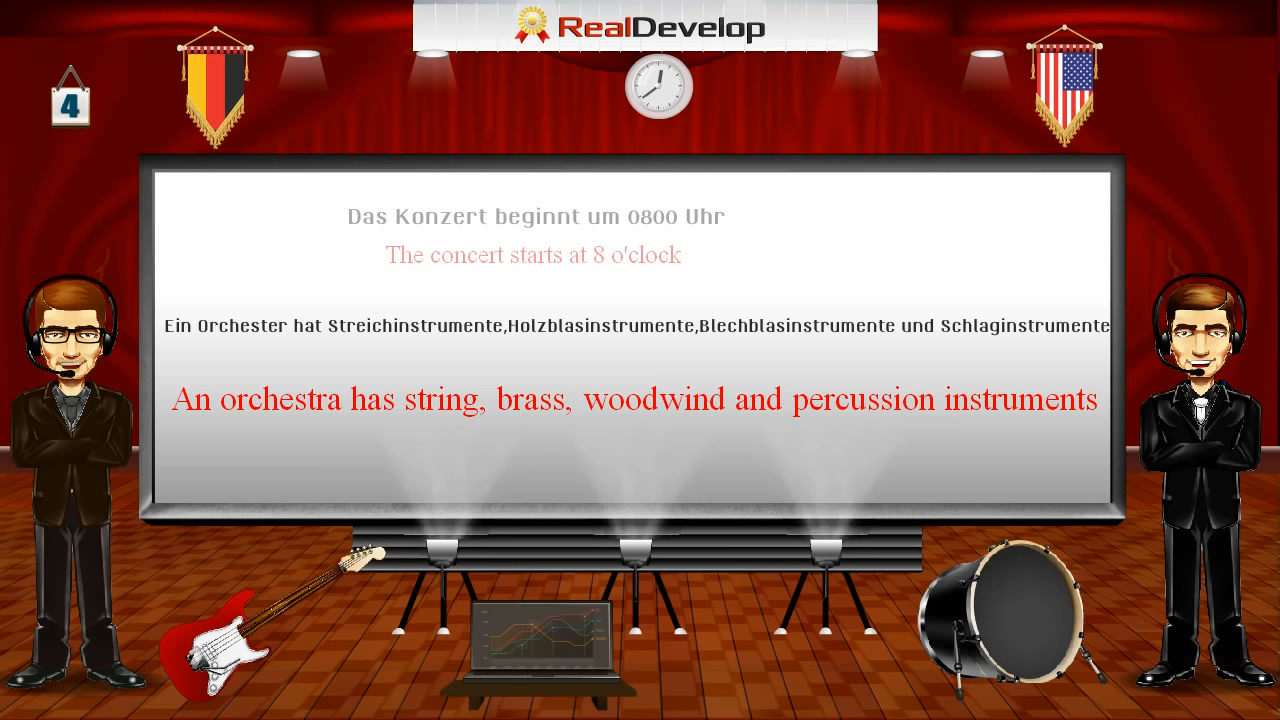 RealDevelop
4
Das Konzert beginnt um 0800 Uhr
The concert starts at 8 o'clock
Ein Orchester hat Streichinstrumente,Holzblasinstrumente,Blechblasinstrumente und Schlaginstrumente
An orchestra has string, brass, woodwind and percussion instruments